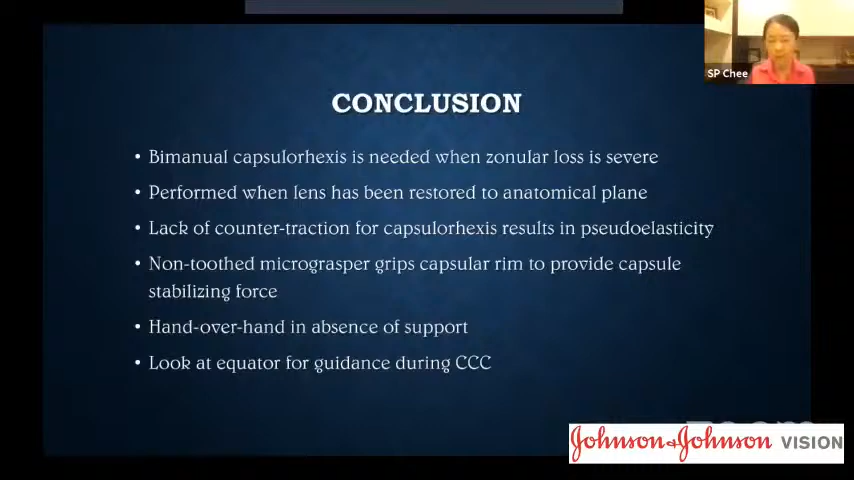 SP Chee
CONCLUSION
• Bimanual capsulorhexis is needed when zonular loss is severe
• Performed when lens has been restored to anatomical plane
• Lack of counter-traction for capsulorhexis results in pseudoelasticity
• Non-toothed micrograsper grips capsular rim to provide capsule
stabilizing force
• Hand-over-hand in absence of support
• Look at equator for guidance during CCC
Johnson & Johnson VISION